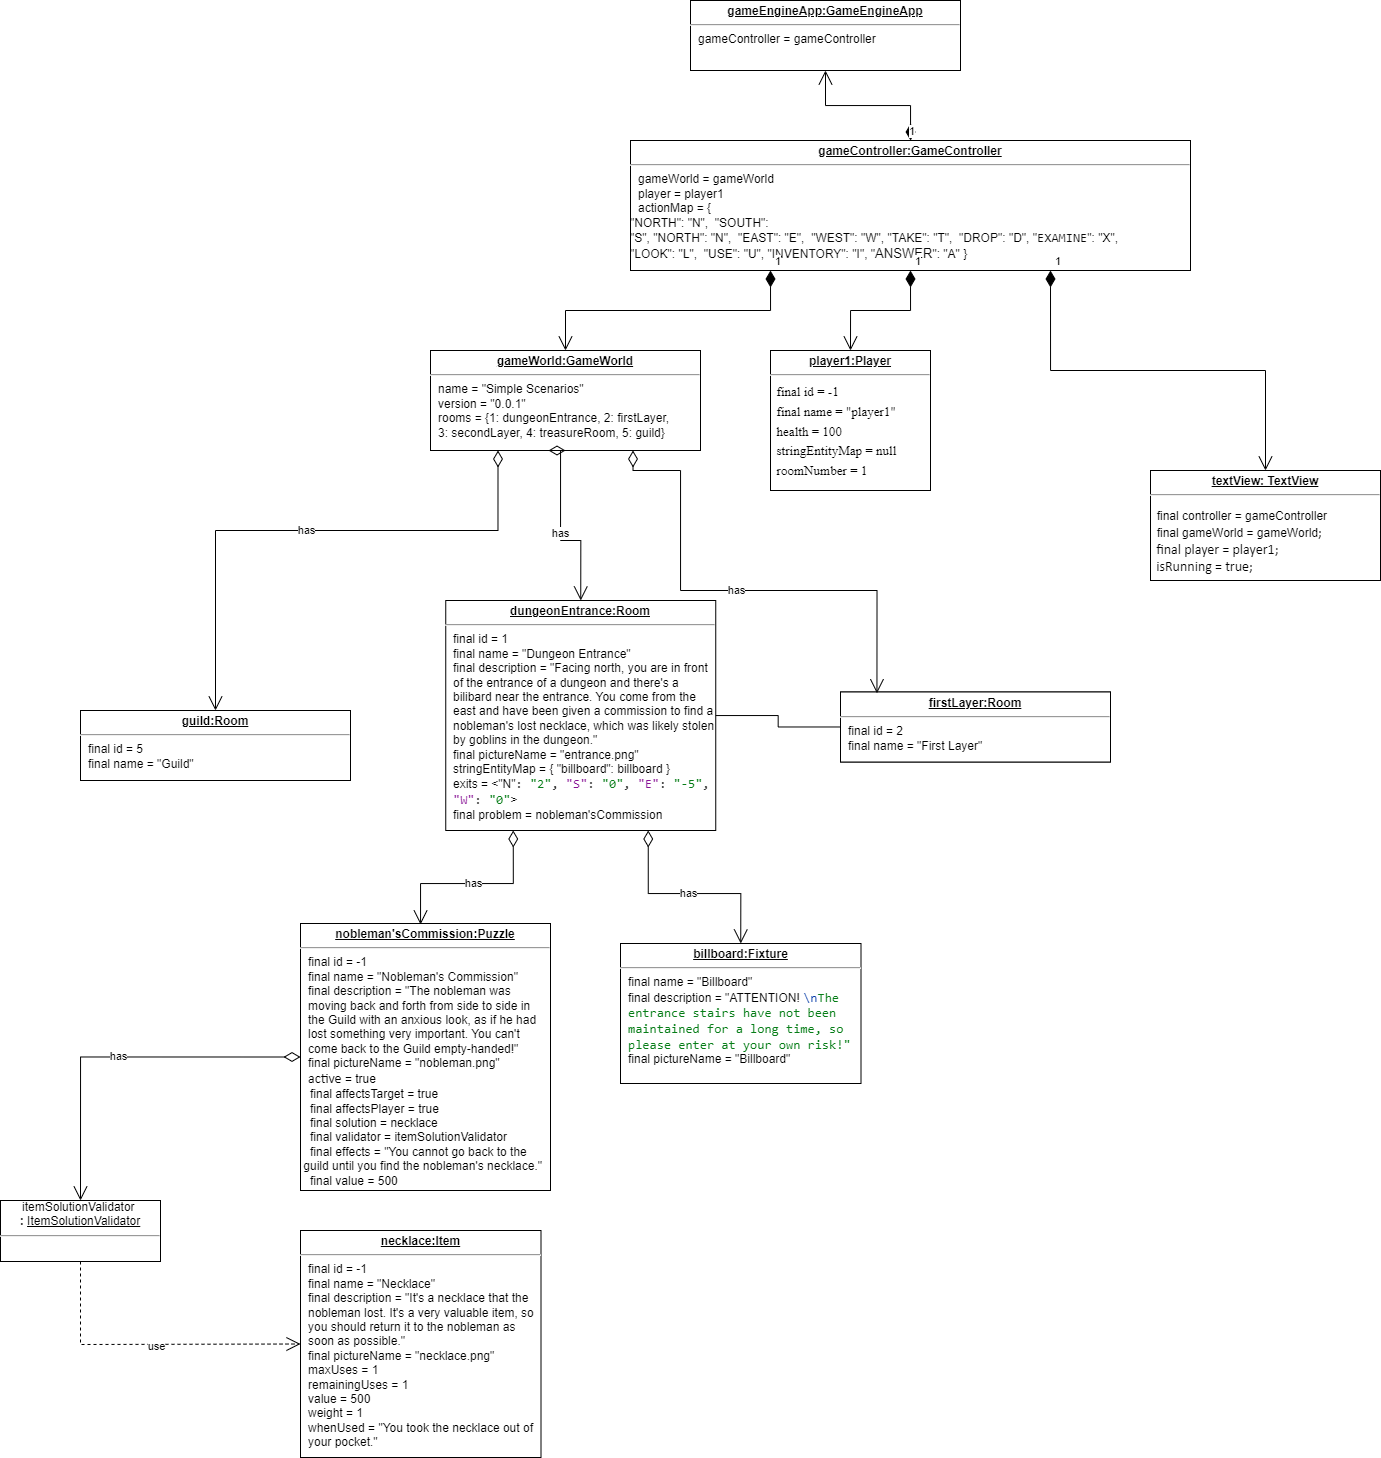 gameEngineApp:GameEngineApp
gameController = gameController
1
gameController:GameController
gameWorld = gameWorld
player = player1
actionMap = {
"NORTH": "N",  "SOUTH":
"S", "NORTH": "N",  "EAST": "E",  "WEST": "W", "TAKE": "T",  "DROP": "D", "EXAMINE": "X",
"LOOK": "L",  "USE": "U", "INVENTORY": "I", "ANSWER": "A" }
1
1
1
gameWorld:GameWorld
name = "Simple Scenarios"
version = "0.0.1"
rooms = {1: dungeonEntrance, 2: firstLayer,
3: secondLayer, 4: treasureRoom, 5: guild}
player1:Player
final id = -1
final name = "player1"
health = 100
stringEntityMap = null
roomNumber = 1
textView: TextView
final controller = gameController
final gameWorld = gameWorld;
final player = player1;
isRunning = true;
has
has
has
dungeonEntrance:Room
final id = 1
final name = "Dungeon Entrance"
final description = "Facing north, you are in front
of the entrance of a dungeon and there's a
bilibard near the entrance. You come from the
east and have been given a commission to find a
nobleman's lost necklace, which was likely stolen
by goblins in the dungeon."
final pictureName = "entrance.png"
stringEntityMap = { "billboard": billboard }
exits = <"N": "2", "S": "0", "E": "-5",
"W": "0">
final problem = nobleman'sCommission
firstLayer:Room
final id = 2
final name = "First Layer"
guild:Room
final id = 5
final name = "Guild"
has
has
nobleman'sCommission:Puzzle
final id = -1
final name = "Nobleman's Commission"
final description = "The nobleman was
moving back and forth from side to side in
the Guild with an anxious look, as if he had
lost something very important. You can't
come back to the Guild empty-handed!"
final pictureName = "nobleman.png"
active = true
final affectsTarget = true
final affectsPlayer = true
final solution = necklace
final validator = itemSolutionValidator
final effects = "You cannot go back to the
guild until you find the nobleman's necklace."
final value = 500
billboard:Fixture
final name = "Billboard"
final description = "ATTENTION! \nThe
entrance stairs have not been
maintained for a long time, so
please enter at your own risk!"
final pictureName = "Billboard"
has
itemSolutionValidator
: ItemSolutionValidator
use
necklace:Item
final id = -1
final name = "Necklace"
final description = "It's a necklace that the
nobleman lost. It's a very valuable item, so
you should return it to the nobleman as
soon as possible."
final pictureName = "necklace.png"
maxUses = 1
remainingUses = 1
value = 500
weight = 1
whenUsed = "You took the necklace out of
your pocket."